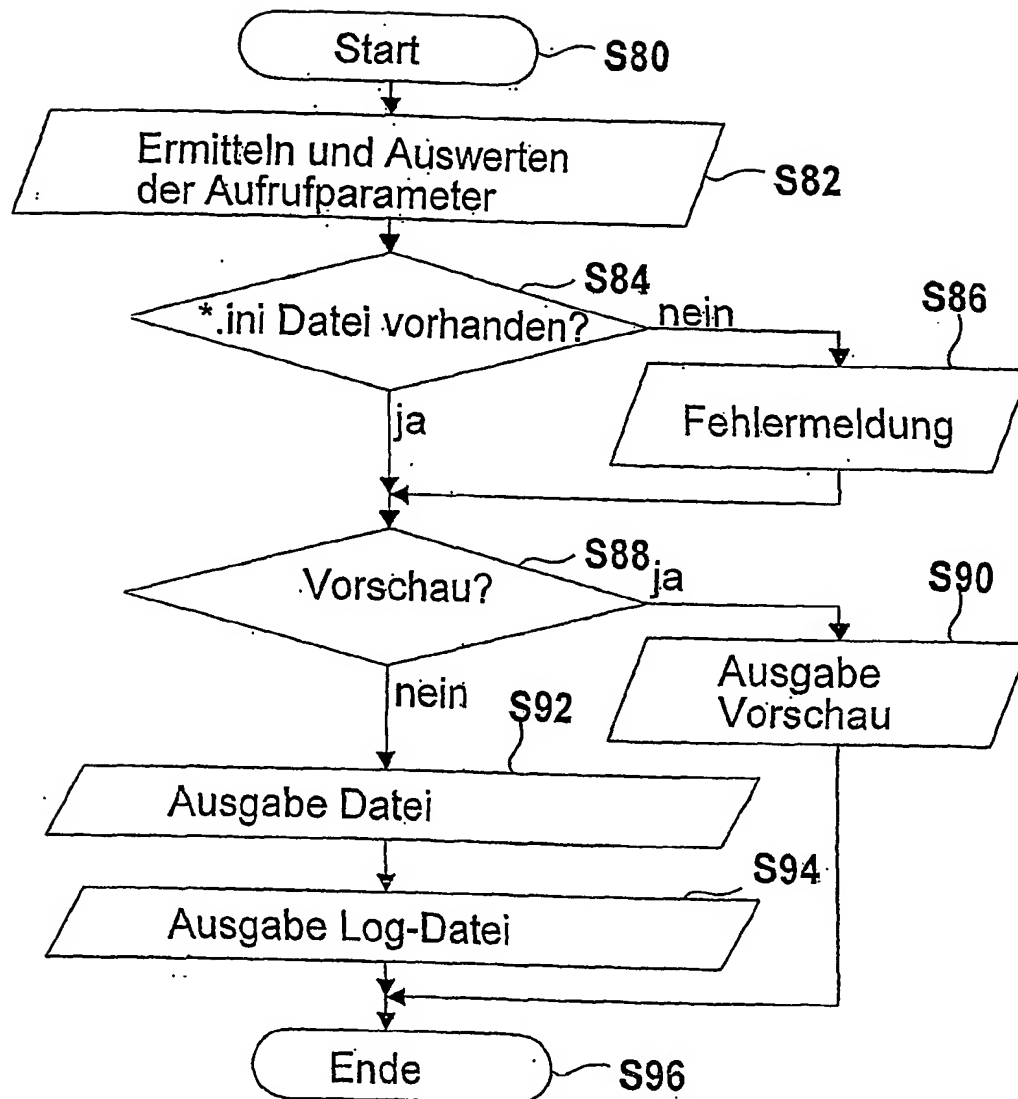 Start
S80
Ermitteln und Auswerten
der Aufrufparameter
S82
S84
*.ini Datei vorhanden?
nein
S86
Fehlermeldung
ja
S88
Vorschau?
ja
S90
Ausgabe
Vorschau
nein
S92
Ausgabe Datei
S94
Ausgabe Log-Datei
Ende
S96